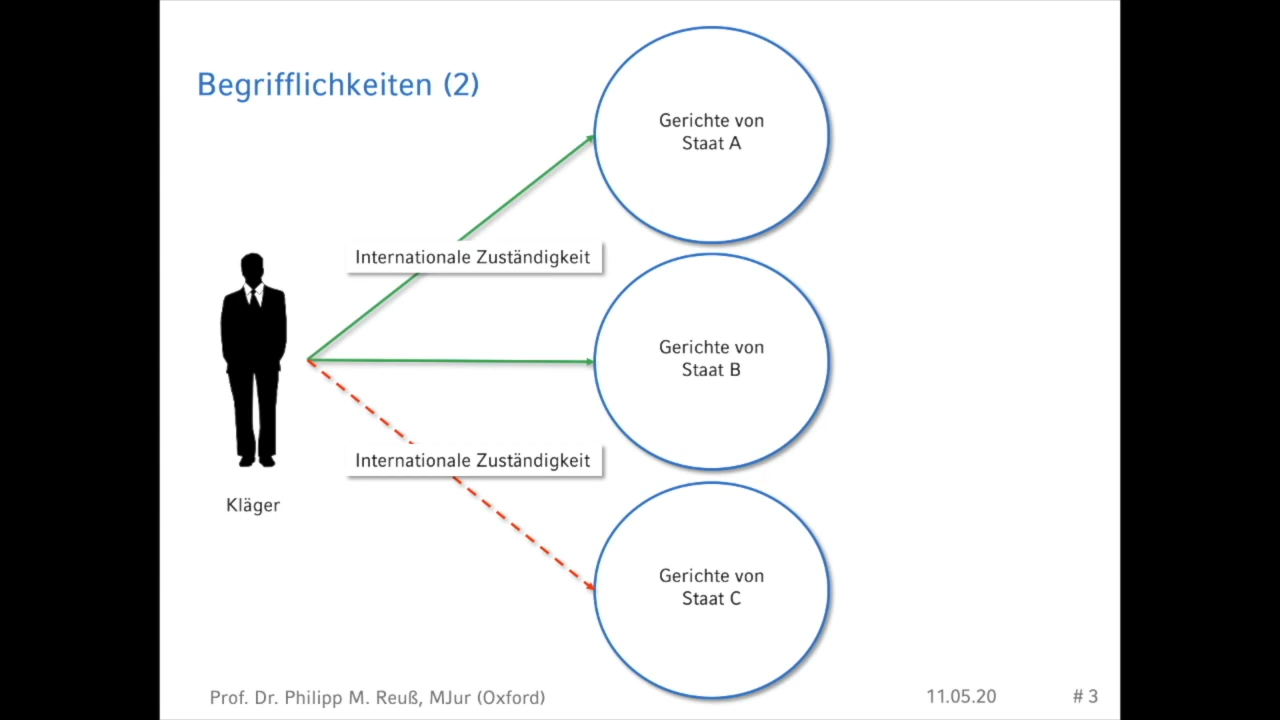 Begrifflichkeiten (2)
Gerichte von
Staat A
Internationale Zuständigkeit
Gerichte von
Staat B
Internationale Zuständigkeit
Kläger
Gerichte von
Staat C
Prof. Dr. Philipp M. Reuß, MJur (Oxford)
11.05.20
# 3